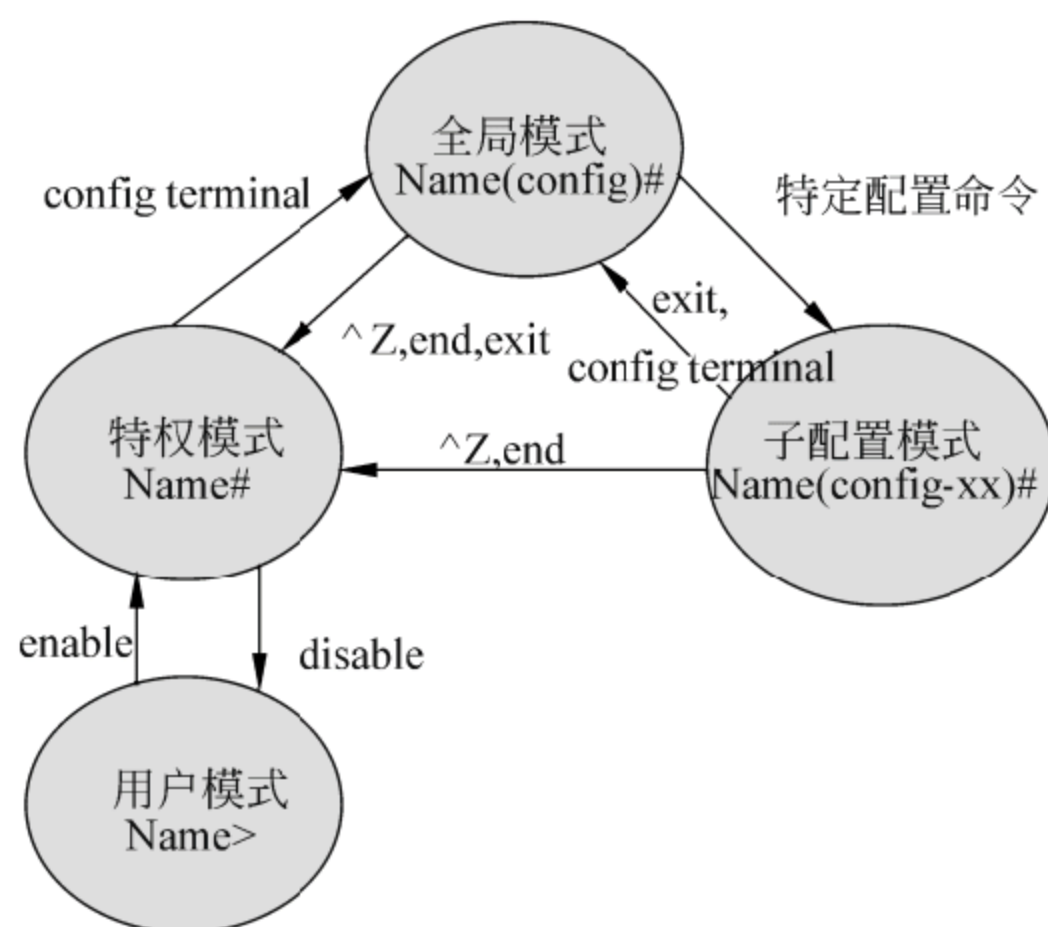 全局模式
Name(config)#
config terminal
特定配置命令
exit,
^Z,end,exit
config terminal
特权模式
Name#
^Z,end
子配置模式
Name(config-xx)#
enable
disable
用户模式
Name>